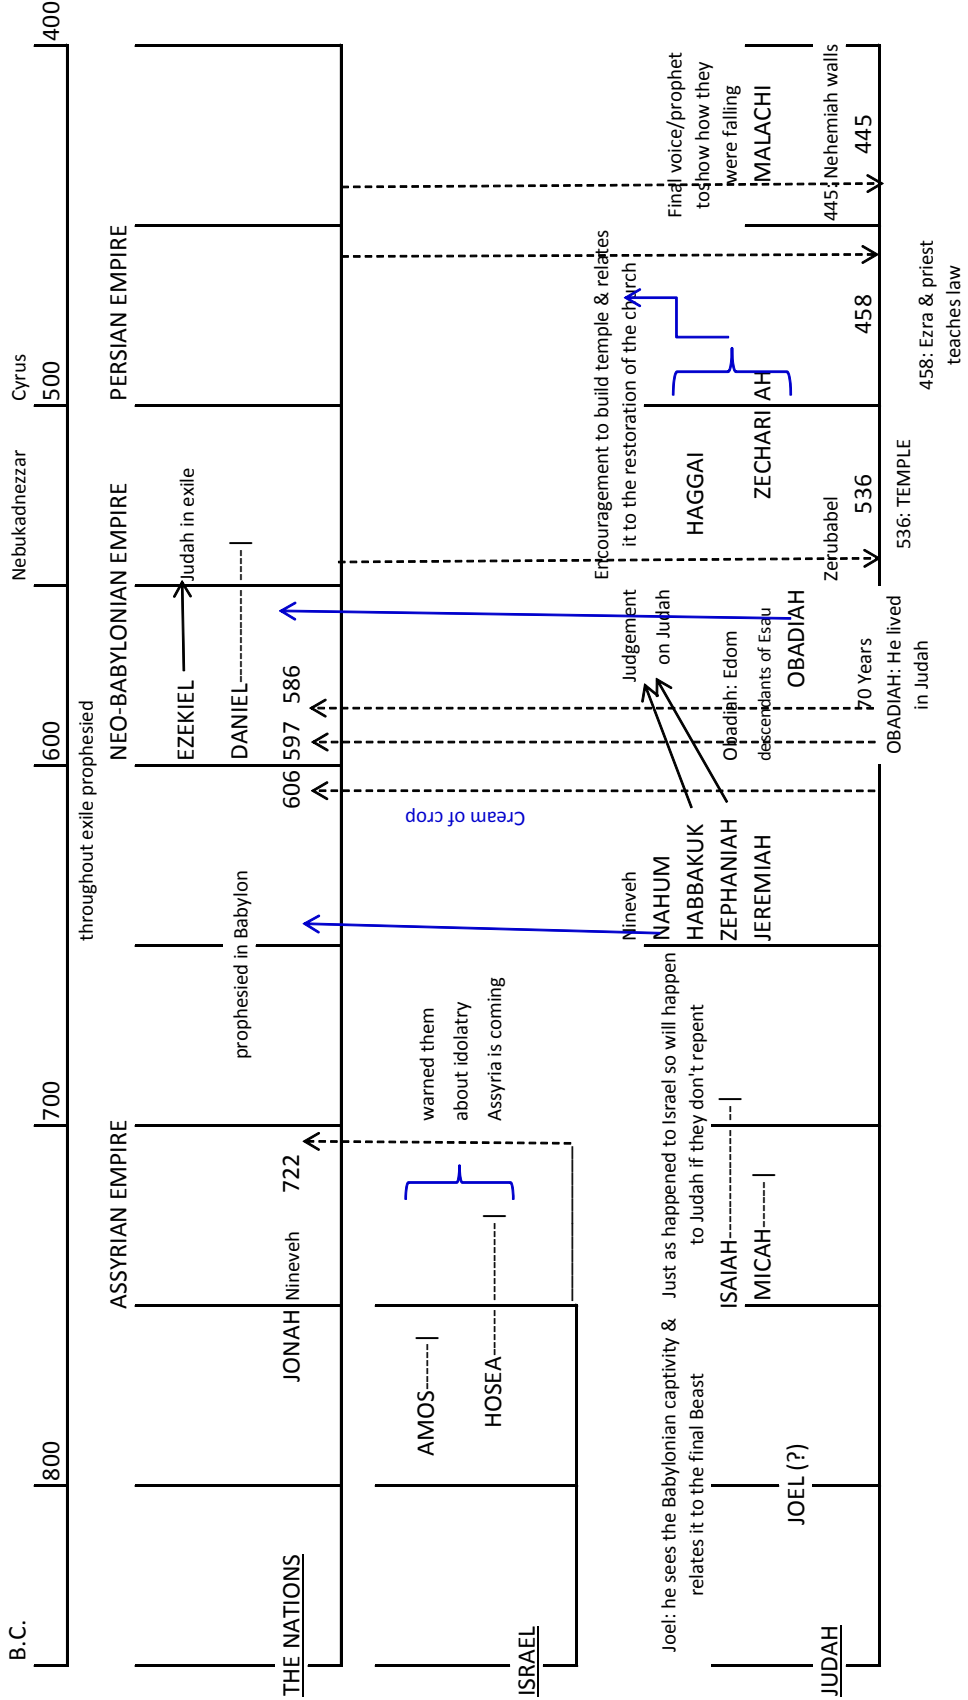 B.C.
800
700
600
Nebukadnezzar
500
Cyrus
400
throughout exile prophesied
ASSYRIAN EMPIRE
NEO-BABYLONIAN EMPIRE
PERSIAN EMPIRE
EZEKIEL
Judah in exile
prophesied in Babylon
DANIEL---------------- ----|
THE NATIONS
JONAH
Nineveh
722
606
597
586
AMOS------|
HOSEA---------------------|
warned them
about idolatry
Assyria is coming
Cream of crop
ISRAEL
Joel: he sees the Babylonian captivity &
relates it to the final Beast
Just as happened to Israel so will happen
to Judah if they don't repent
ISAIAH--------------------- ---|
MICAH------|
JOEL (?)
Nineveh
NAHUM
HABBAKUK
ZEPHANIAH
JEREMIAH
Judgement
on Judah
Obadiah: Edom
descendants of Esau
OBADIAH
Encouragement to build temple & relates
it to the restoration of the church
HAGGAI
ZECHARIAH
Final voice/prophet
toshow how they
were falling
MALACHI
JUDAH
Zerubabel
445: Nehemiah walls
70 Years
536
458
445
OBADIAH: He lived
in Judah
536: TEMPLE
458: Ezra & priest
teaches law